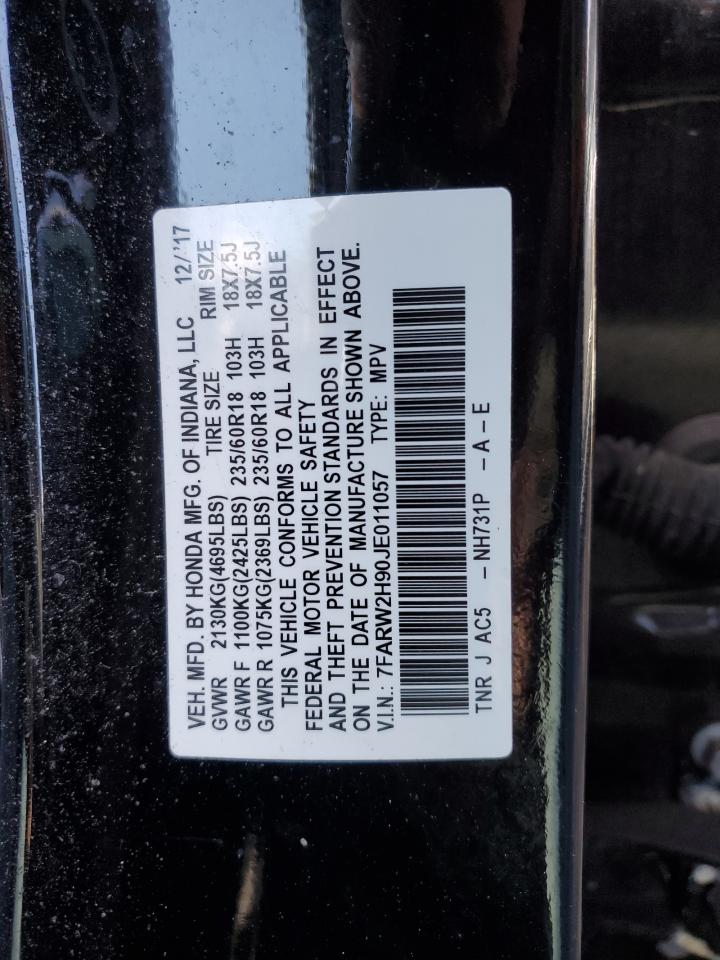 VEH. MFD. BY HONDA MFG. OF INDIANA, LLC 12/'17
GVWR 2130KG(4695LBS) TIRE SIZE RIM SIZE
GAWR F 1100KG(2425LBS) 235/60R18 103H 18X7.5J
GAWR R 1075KG(2369LBS) 235/60R18 103H 18X7.5J
THIS VEHICLE CONFORMS TO ALL APPLICABLE
FEDERAL MOTOR VEHICLE SAFETY
AND THEFT PREVENTION STANDARDS IN EFFECT
ON THE DATE OF MANUFACTURE SHOWN ABOVE.
V.I.N.: 7FARW2H90JE011057 TYPE: MPV
TNR J AC5 - NH731P - A - E